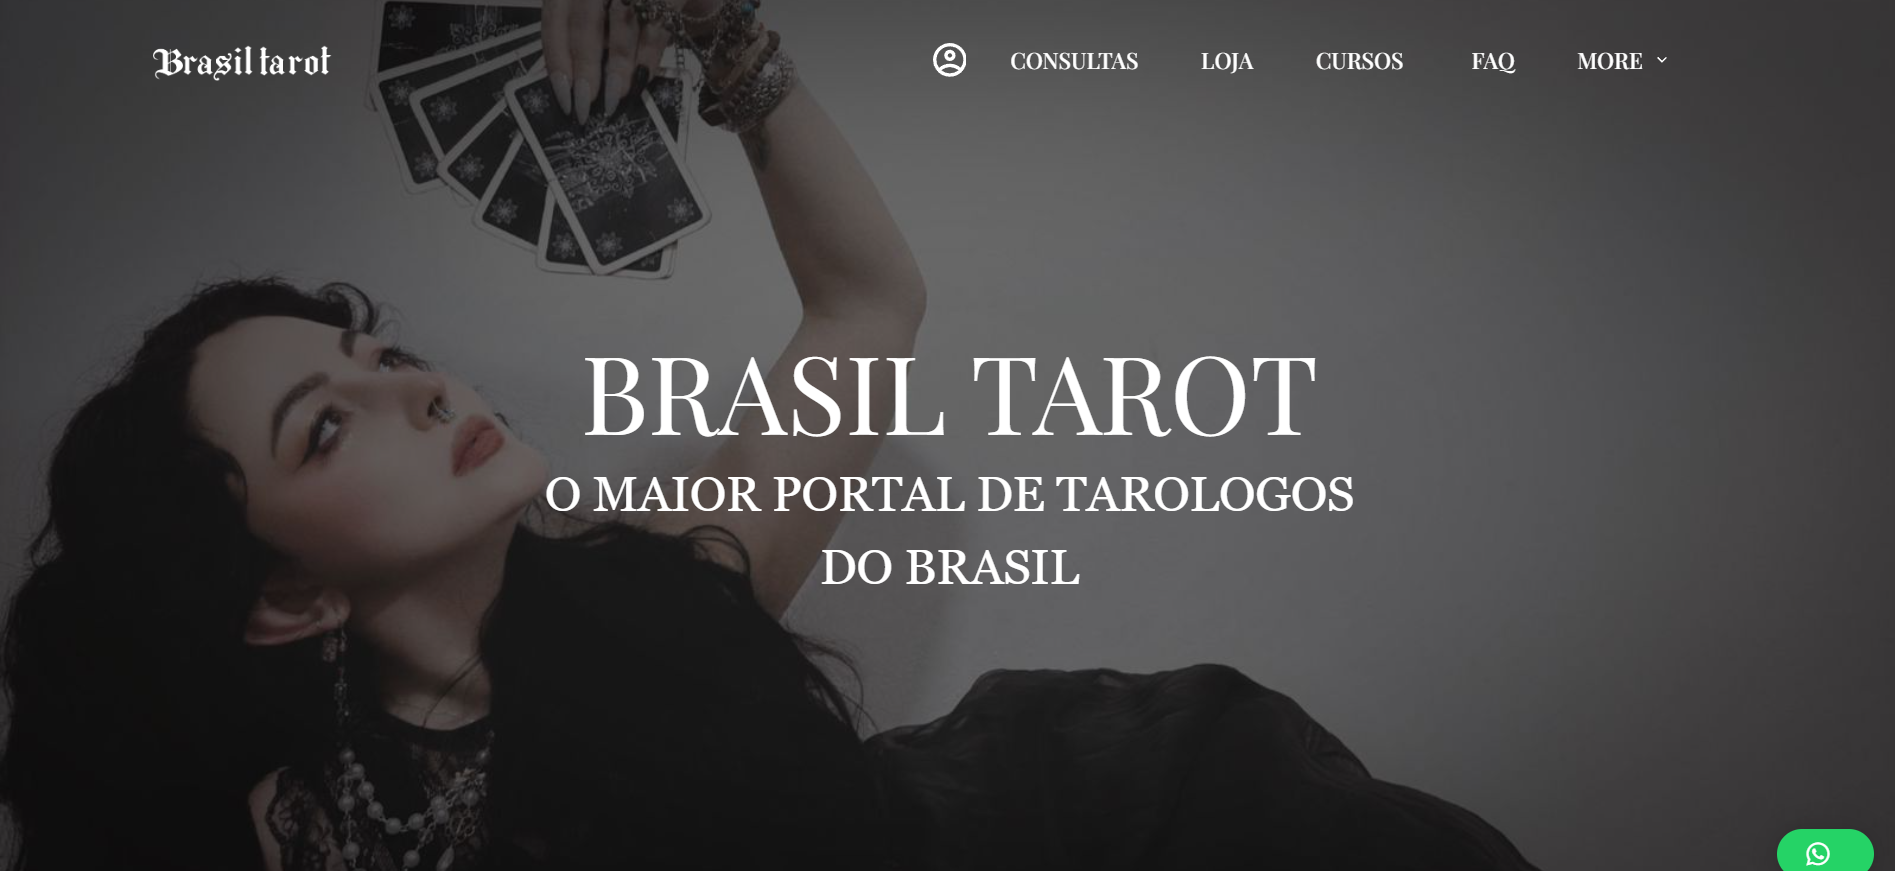 Brasil tarot
CONSULTAS LOJA CURSOS FAQ MORE
BRASIL TAROT
O MAIOR PORTAL DE TAROLOGOS
DO BRASIL